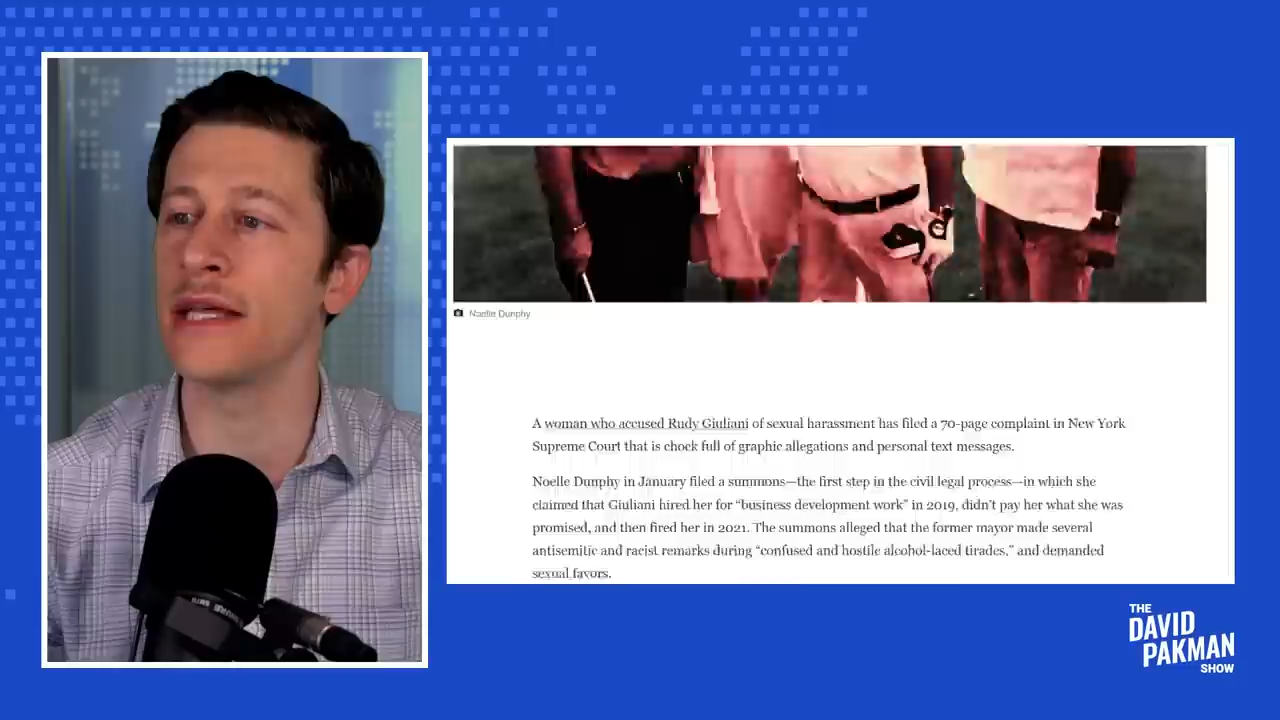 Noelle Dunphy
A woman who accused Rudy Giuliani of sexual harassment has filed a 70-page complaint in New York
Supreme Court that is chock full of graphic allegations and personal text messages.
Noelle Dunphy in January filed a summons—the first step in the civil legal process—in which she
claimed that Giuliani hired her for “business development work” in 2019, didn’t pay her what she was
promised, and then fired her in 2021. The summons alleged that the former mayor made several
antisemitic and racist remarks during “confused and hostile alcohol-laced tirades,” and demanded
sexual favors.
THE
DAVID
PAKMAN
SHOW